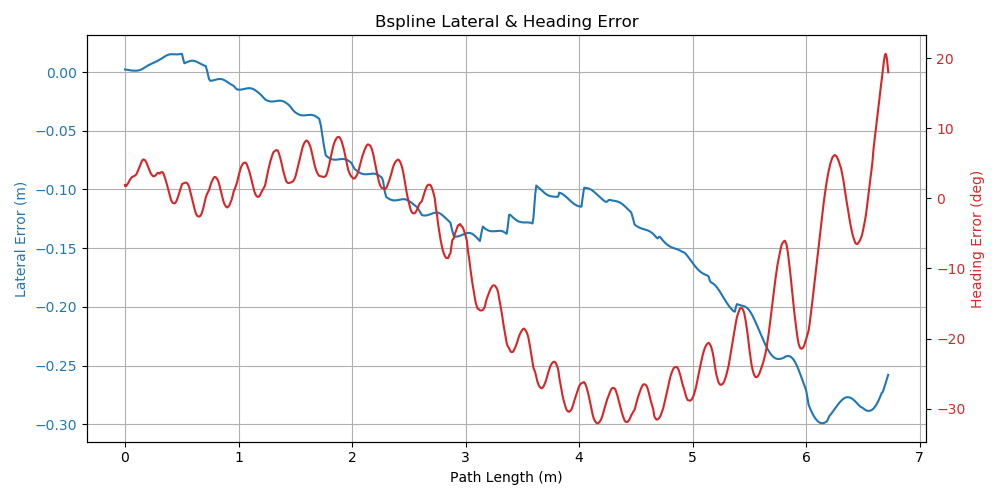 Bspline Lateral & Heading Error
Lateral Error (m)
0.00
−0.05
−0.10
−0.15
−0.20
−0.25
−0.30
20
10
0
−10
−20
−30
Heading Error (deg)
0 1 2 3 4 5 6 7
Path Length (m)